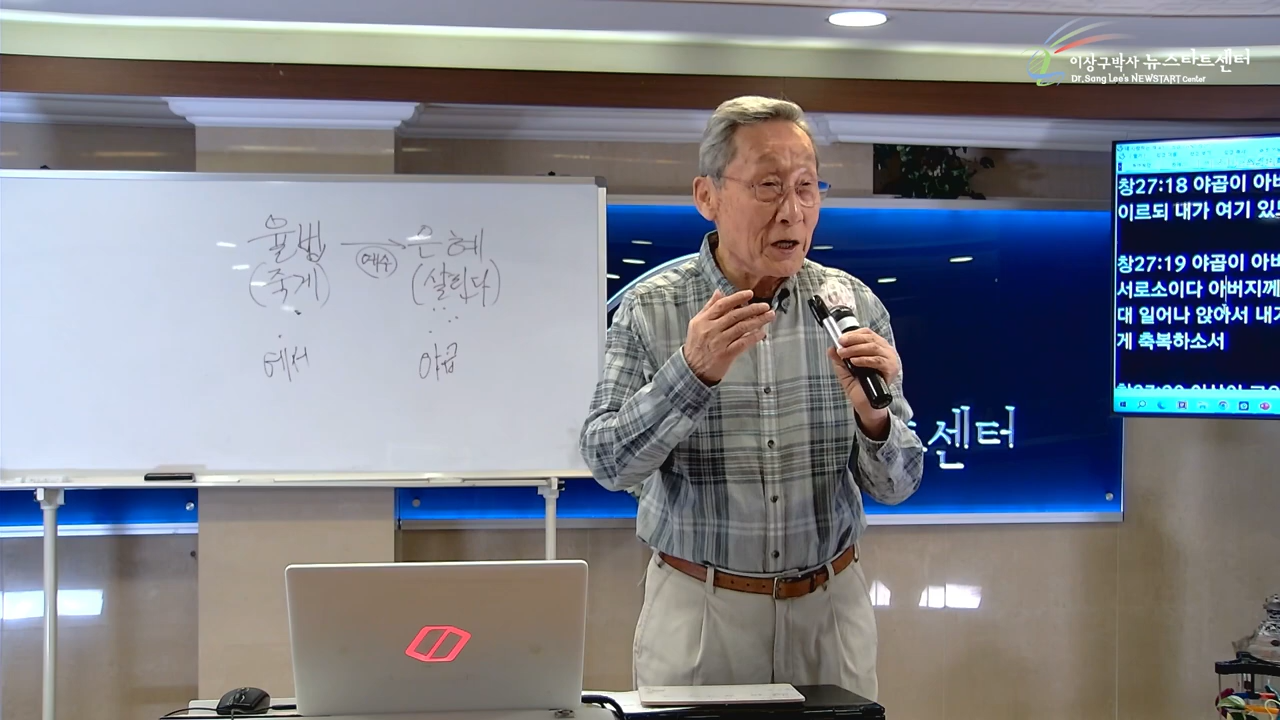 이상구박사 뉴스타트센터
Dr. Sang Lee's NEWSTART Center
율법 → 은혜
예수
(죽게) (살린다)
에서 야곱
센터
창27:18 야곱이 아버
이르되 내가 여기 있
창27:19 야곱이 아버
서로소이다 아버지께
대 일어나 앉아서 내가
게 축복하소서